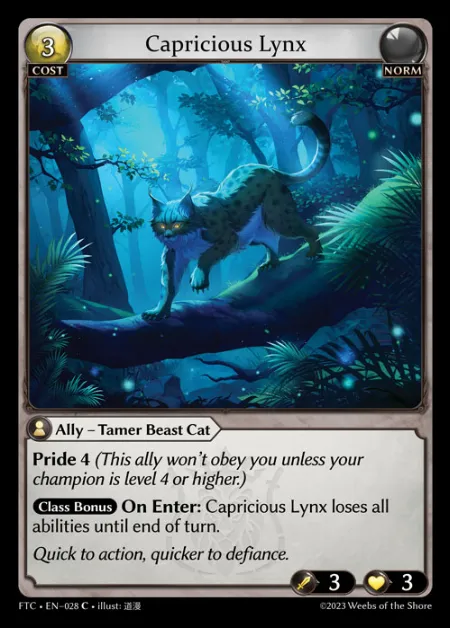 3 Capricious Lynx
COST NORM
Ally – Tamer Beast Cat
Pride 4 (This ally won't obey you unless your
champion is level 4 or higher.)
Class Bonus On Enter: Capricious Lynx loses all
abilities until end of turn.
Quick to action, quicker to defiance.
3 3
FTC • EN-028 C • illust: 道漫 ©2023 Weebs of the Shore